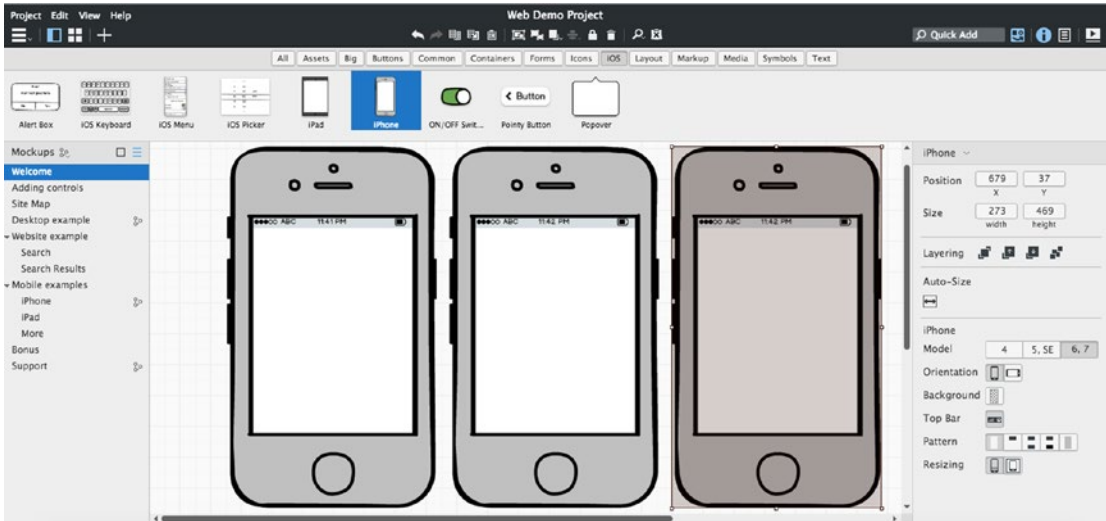 Project Edit View Help
Web Demo Project
Quick Add
All Assets Big Buttons Common Containers Forms Icons iOS Layout Markup Media Symbols Text
Alert Box iOS Keyboard iOS Menu iOS Picker iPad iPhone ON/OFF Swit... Pointy Button Popover
Button
Mockups
Welcome
Adding controls
Site Map
Desktop example
Website example
Search
Search Results
Mobile examples
iPhone
iPad
More
Bonus
Support
ABC 11:41 PM
ABC 11:42 PM
ABC 11:42 PM
iPhone
Position 679 37
X Y
Size 273 469
width height
Layering
Auto-Size
iPhone
Model 4 5, SE 6, 7
Orientation
Background
Top Bar
Pattern
Resizing